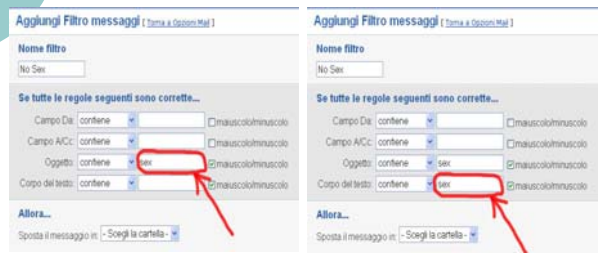 Aggiungi Filtro messaggi [ Torna a Opzioni Mail ]
Nome filtro
No Sex
Se tutte le regole seguenti sono corrette...
Campo Da: contiene maiuscolo/minuscolo
Campo A/Cc: contiene maiuscolo/minuscolo
Oggetto: contiene sex maiuscolo/minuscolo
Corpo del testo: contiene maiuscolo/minuscolo
Allora...
Sposta il messaggio in: - Scegli la cartella -
Aggiungi Filtro messaggi [ Torna a Opzioni Mail ]
Nome filtro
No Sex
Se tutte le regole seguenti sono corrette...
Campo Da: contiene maiuscolo/minuscolo
Campo A/Cc: contiene maiuscolo/minuscolo
Oggetto: contiene sex maiuscolo/minuscolo
Corpo del testo: contiene sex maiuscolo/minuscolo
Allora...
Sposta il messaggio in: - Scegli la cartella -